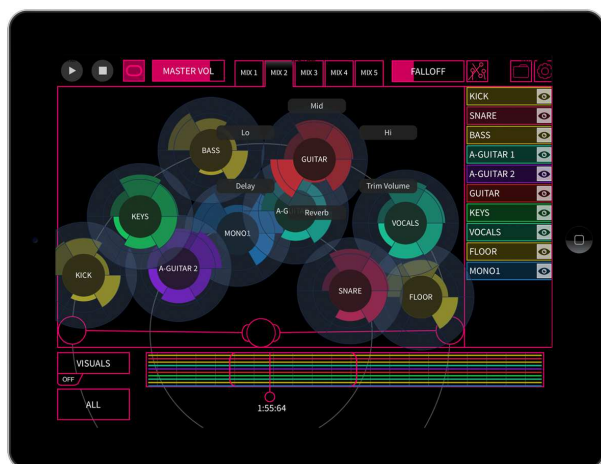 MASTER VOL
MIX 1
MIX 2
MIX 3
MIX 4
MIX 5
FALLOFF
Mid
Lo
Hi
BASS
GUITAR
Delay
Trim Volume
Reverb
KEYS
A-G
MONO1
VOCALS
KICK
A-GUITAR 2
SNARE
FLOOR
KICK
SNARE
BASS
A-GUITAR 1
A-GUITAR 2
GUITAR
KEYS
VOCALS
FLOOR
MONO1
VISUALS
OFF
ALL
1:55:64